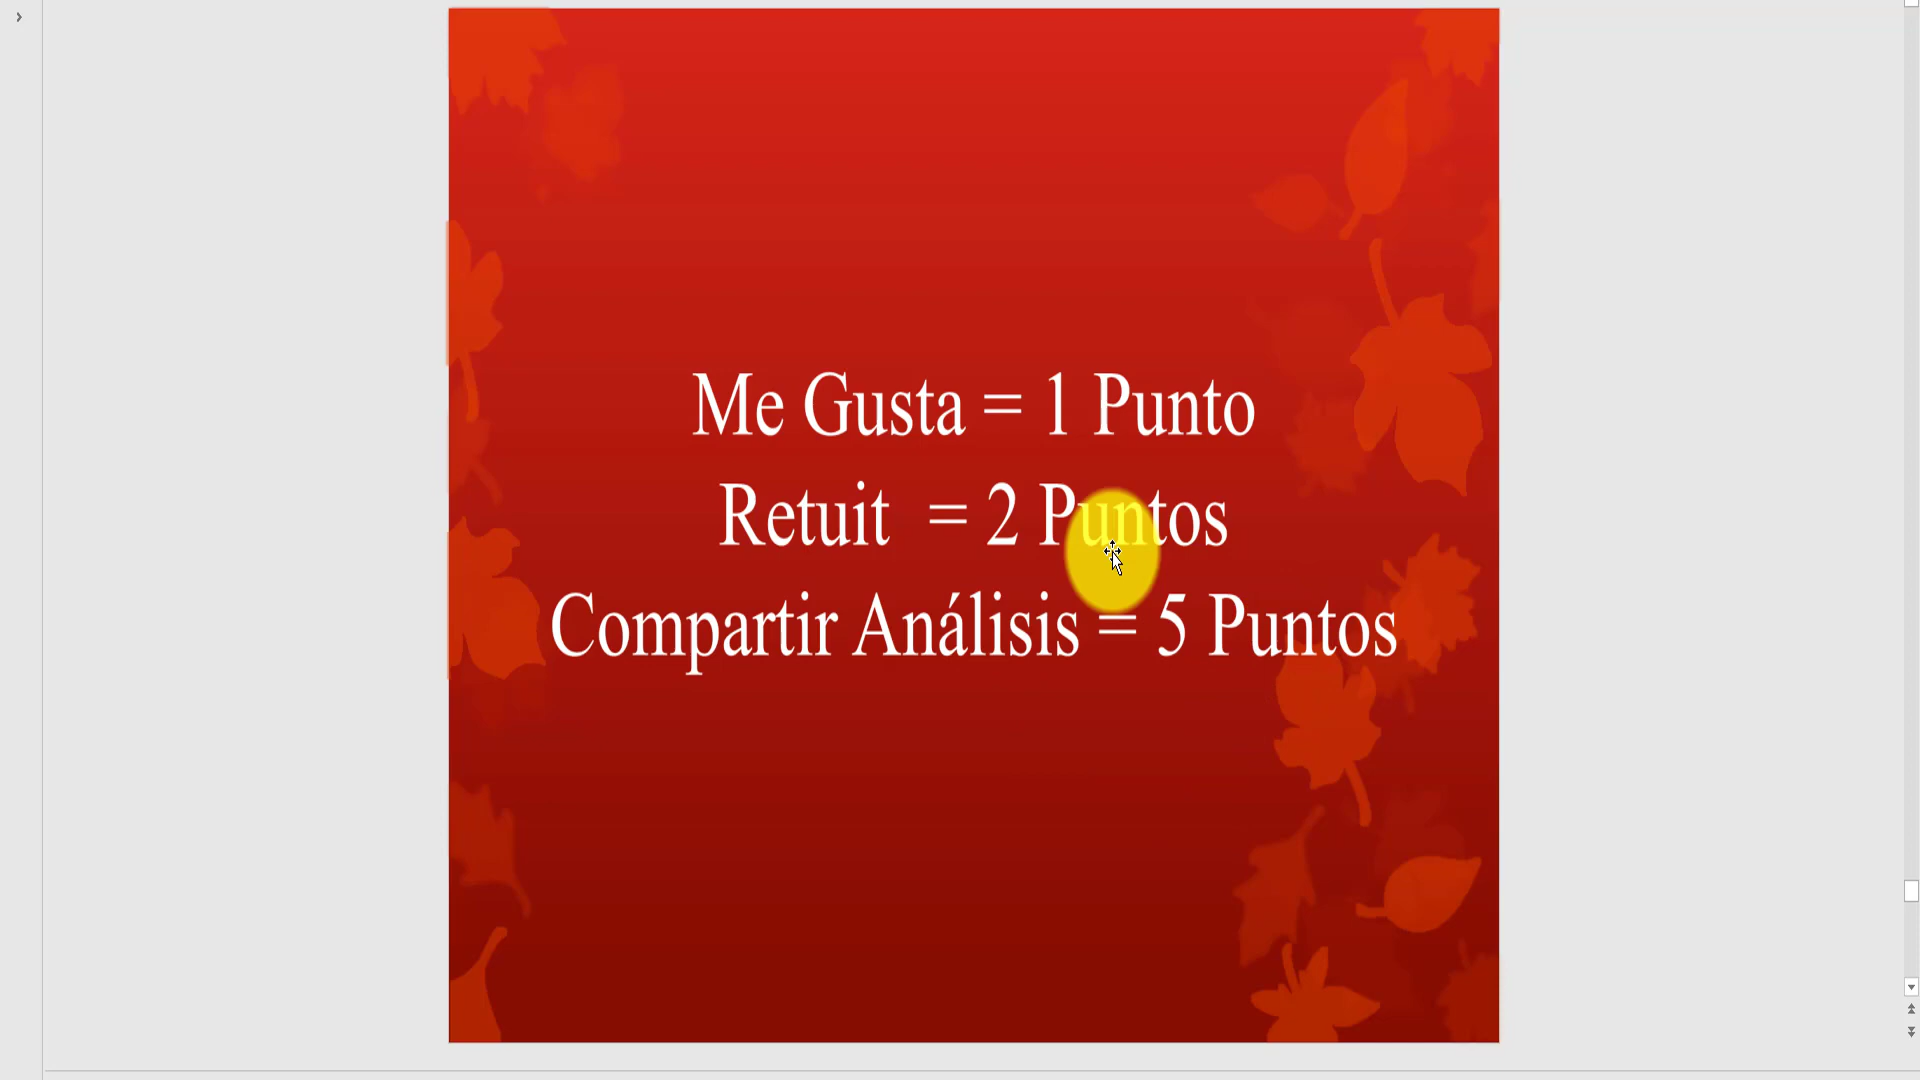 Me Gusta = 1 Punto
Retuit = 2 Puntos
Compartir Análisis = 5 Puntos